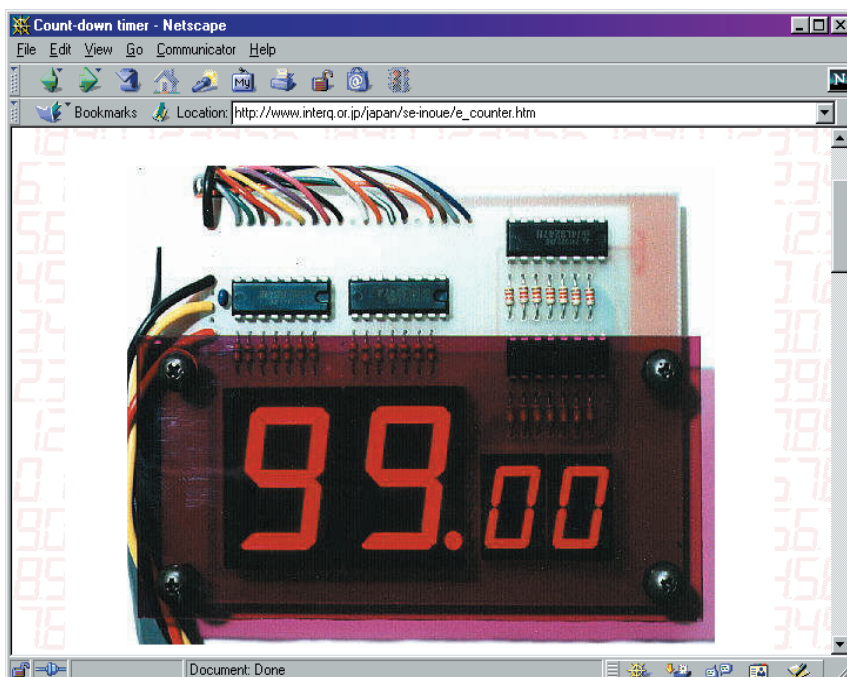 Count-down timer - Netscape
File Edit View Go Communicator Help
My
N
Bookmarks Location: http://www.interq.or.jp/japan/se-inoue/e_counter.htm
99.00
Document: Done